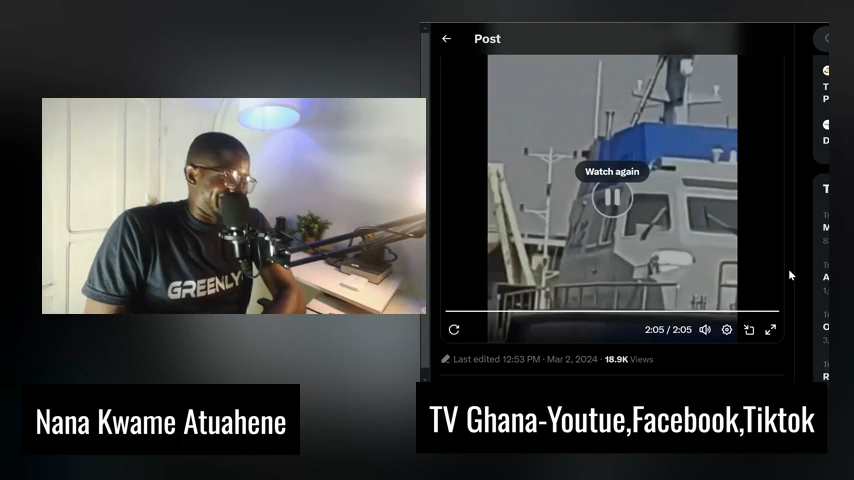 Post
Watch again
GREENLY
2:05 / 2:05
Last edited 12:53 PM · Mar 2, 2024 · 18.9K Views
Nana Kwame Atuahene
TV Ghana-Youtue,Facebook,Tiktok